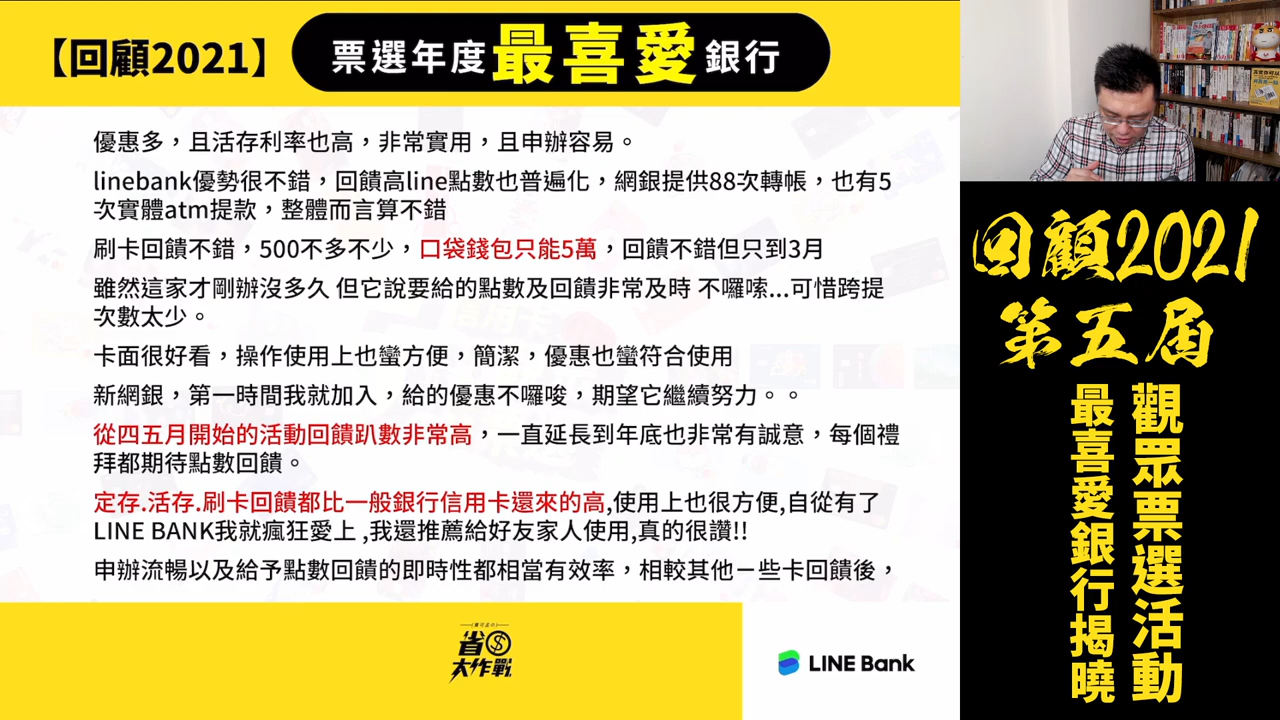 【回顧2021】
票選年度最喜愛銀行
優惠多，且活存利率也高，非常實用，且申辦容易。
linebank優勢很不錯，回饋高line點數也普遍化，網銀提供88次轉帳，也有5
次實體atm提款，整體而言算不錯
刷卡回饋不錯，500不多不少，口袋錢包只能5萬，回饋不錯但只到3月
雖然這家才剛辦沒多久 但它說要給的點數及回饋非常及時 不囉嗦...可惜跨提
次數太少。
卡面很好看，操作使用上也蠻方便，簡潔，優惠也蠻符合使用
新網銀，第一時間我就加入，給的優惠不囉唆，期望它繼續努力。。
從四五月開始的活動回饋趴數非常高，一直延長到年底也非常有誠意，每個禮
拜都期待點數回饋。
定存.活存.刷卡回饋都比一般銀行信用卡還來的高,使用上也很方便,自從有了
LINE BANK我就瘋狂愛上 ,我還推薦給好友家人使用,真的很讚!!
申辦流暢以及給予點數回饋的即時性都相當有效率，相較其他ㄧ些卡回饋後，
省
大作戰
LINE Bank
回顧2021
第五屆
觀眾票選活動
最喜愛銀行揭曉